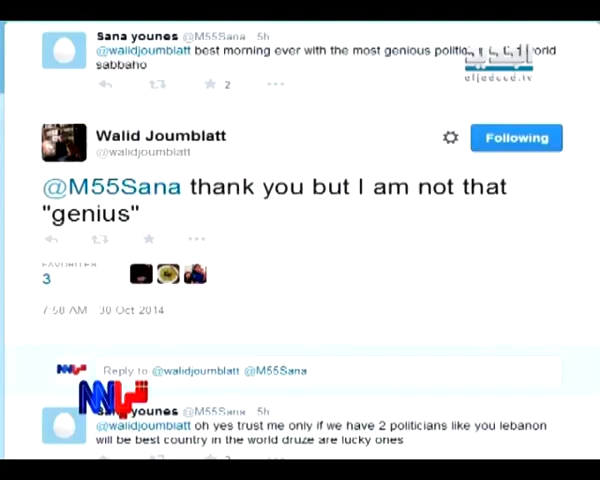 Sana younes @M55Sana 5h
@walidjoumblatt best morning ever with the most genious
sabbaho
2
الجديد
eljadeed.tv
Walid Joumblatt
@walidjoumblatt
Following
@M55Sana thank you but I am not that
"genius"
FAVORITES
3
7:58 AM 30 Oct 2014
Reply to @walidjoumblatt @M55Sana
younes @M55Sana 5h
@walidjoumblatt oh yes trust me only if we have 2 politicians like you lebanon
will be best country in the world druze are lucky ones